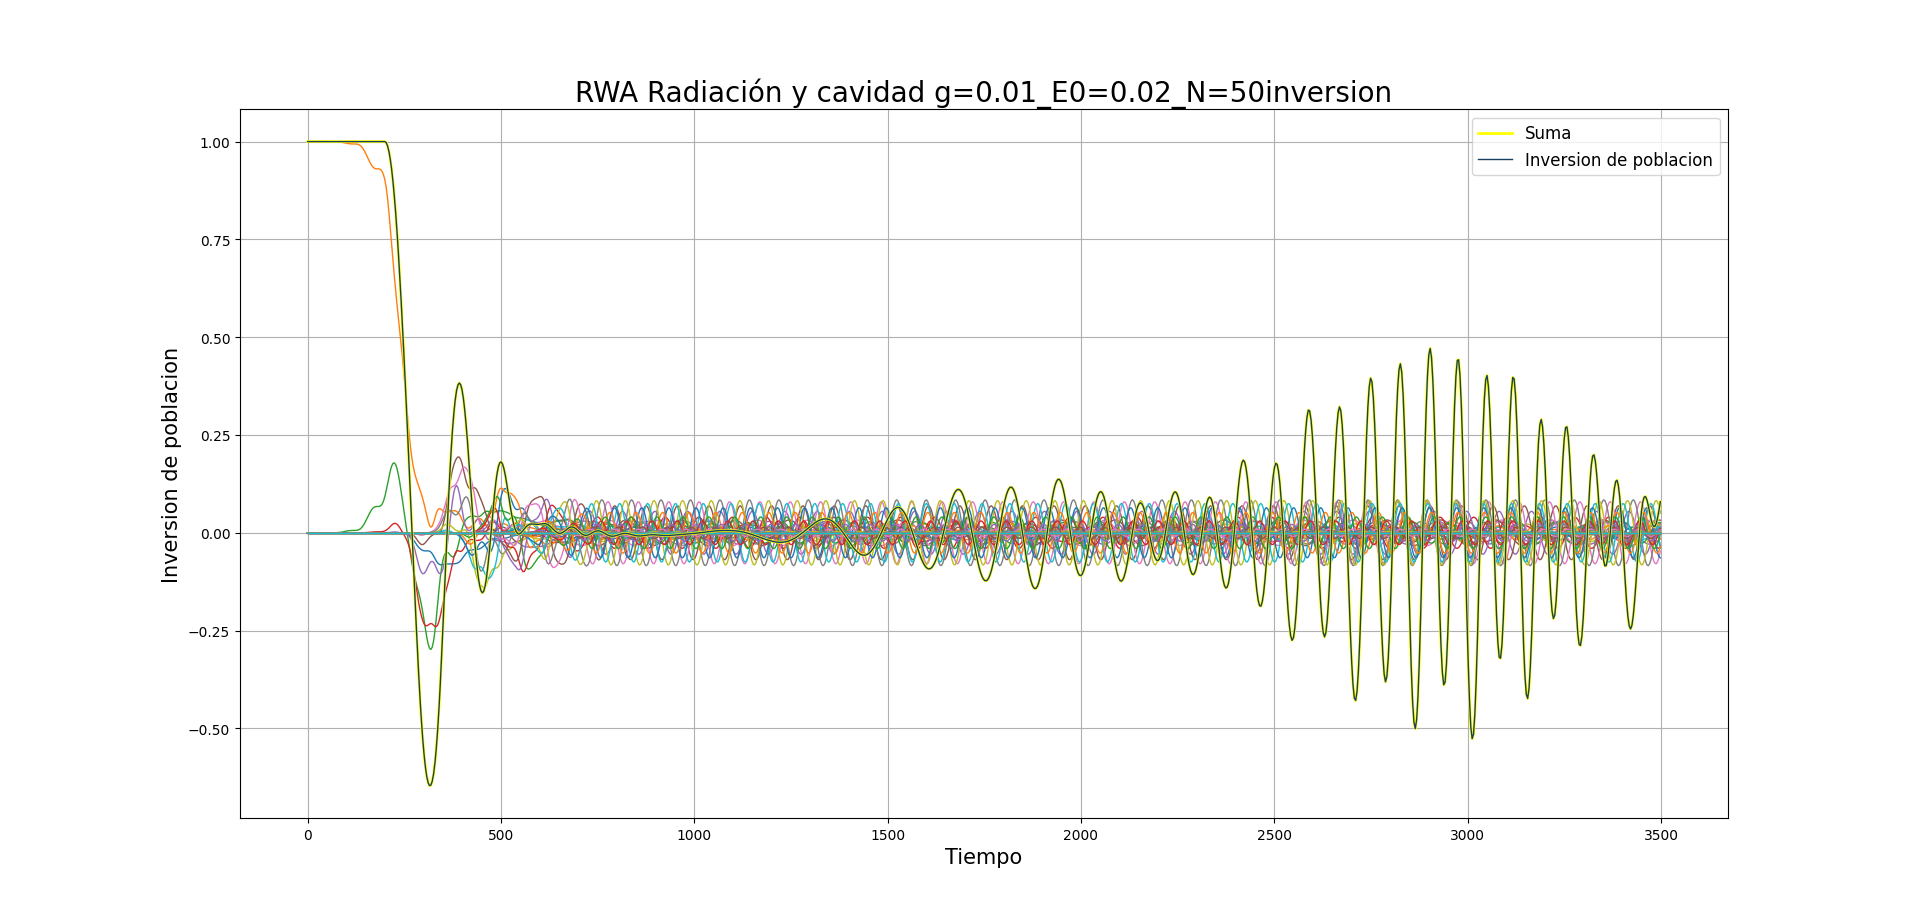 RWA Radiación y cavidad g=0.01_E0=0.02_N=50inversion
Suma
Inversion de poblacion
Inversion de poblacion
1.00
0.75
0.50
0.25
0.00
−0.25
−0.50
0 500 1000 1500 2000 2500 3000 3500
Tiempo